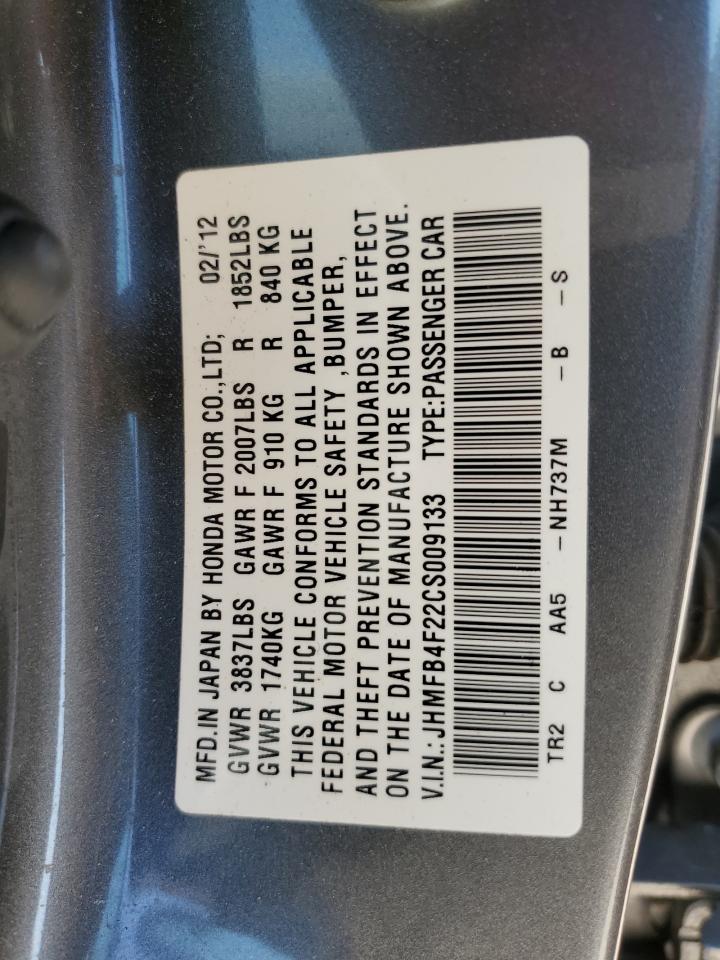 MFD.IN JAPAN BY HONDA MOTOR CO.,LTD; 02/'12
GVWR 3837LBS GAWR F 2007LBS R 1852LBS
GVWR 1740KG GAWR F 910 KG R 840 KG
THIS VEHICLE CONFORMS TO ALL APPLICABLE
FEDERAL MOTOR VEHICLE SAFETY ,BUMPER,
AND THEFT PREVENTION STANDARDS IN EFFECT
ON THE DATE OF MANUFACTURE SHOWN ABOVE.
V.I.N.: JHMFB4F22CS009133 TYPE:PASSENGER CAR
TR2 C AA5 -NH737M -B -S